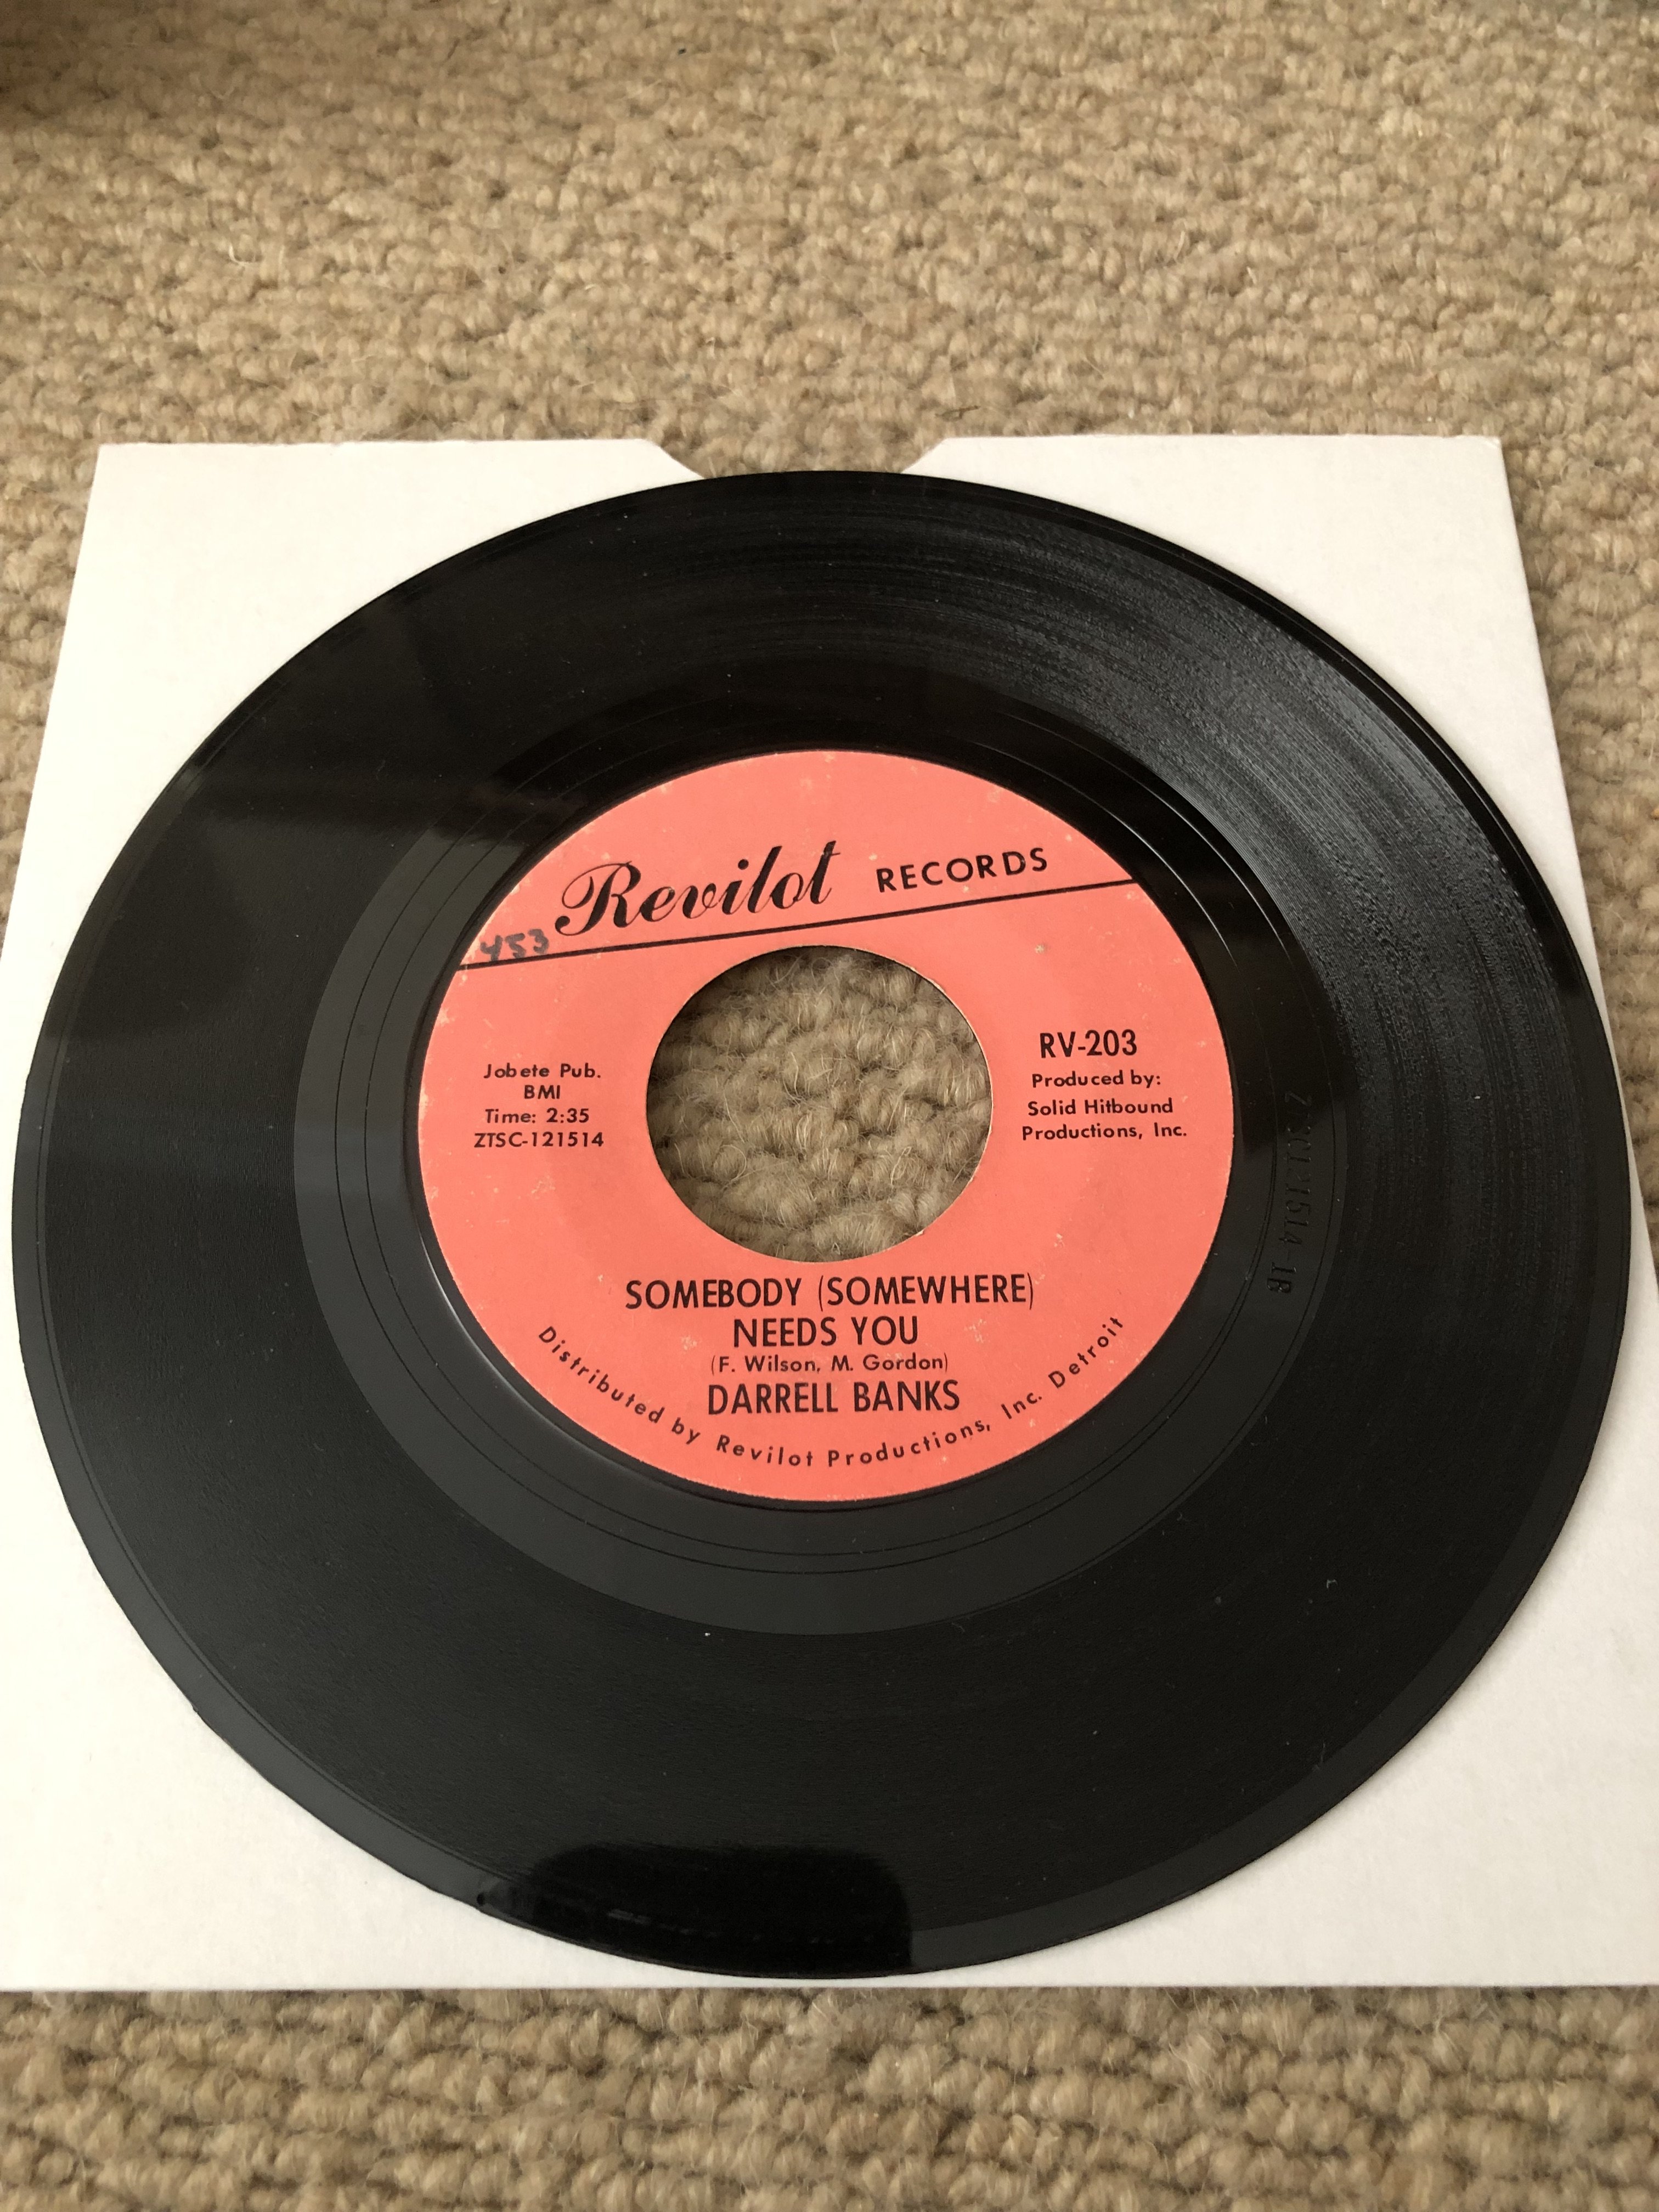 Revilot RECORDS
453
Jobete Pub.
BMI
Time: 2:35
ZTSC-121514
RV-203
Produced by:
Solid Hitbound
Productions, Inc.
SOMEBODY (SOMEWHERE)
NEEDS YOU
(F. Wilson, M. Gordon)
DARRELL BANKS
Distributed by Revilot Productions, Inc. Detroit